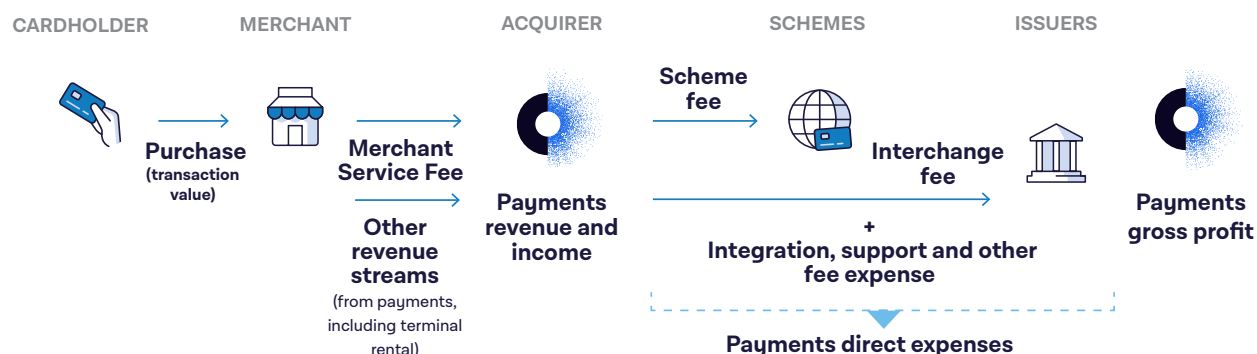 CARDHOLDER
MERCHANT
ACQUIRER
SCHEMES
ISSUERS
Purchase
(transaction
value)
Merchant
Service Fee
Other
revenue
streams
(from payments,
including terminal
rental)
Payments
revenue and
income
Scheme
fee
Interchange
fee
+
Integration, support and other
fee expense
Payments direct expenses
Payments
gross profit